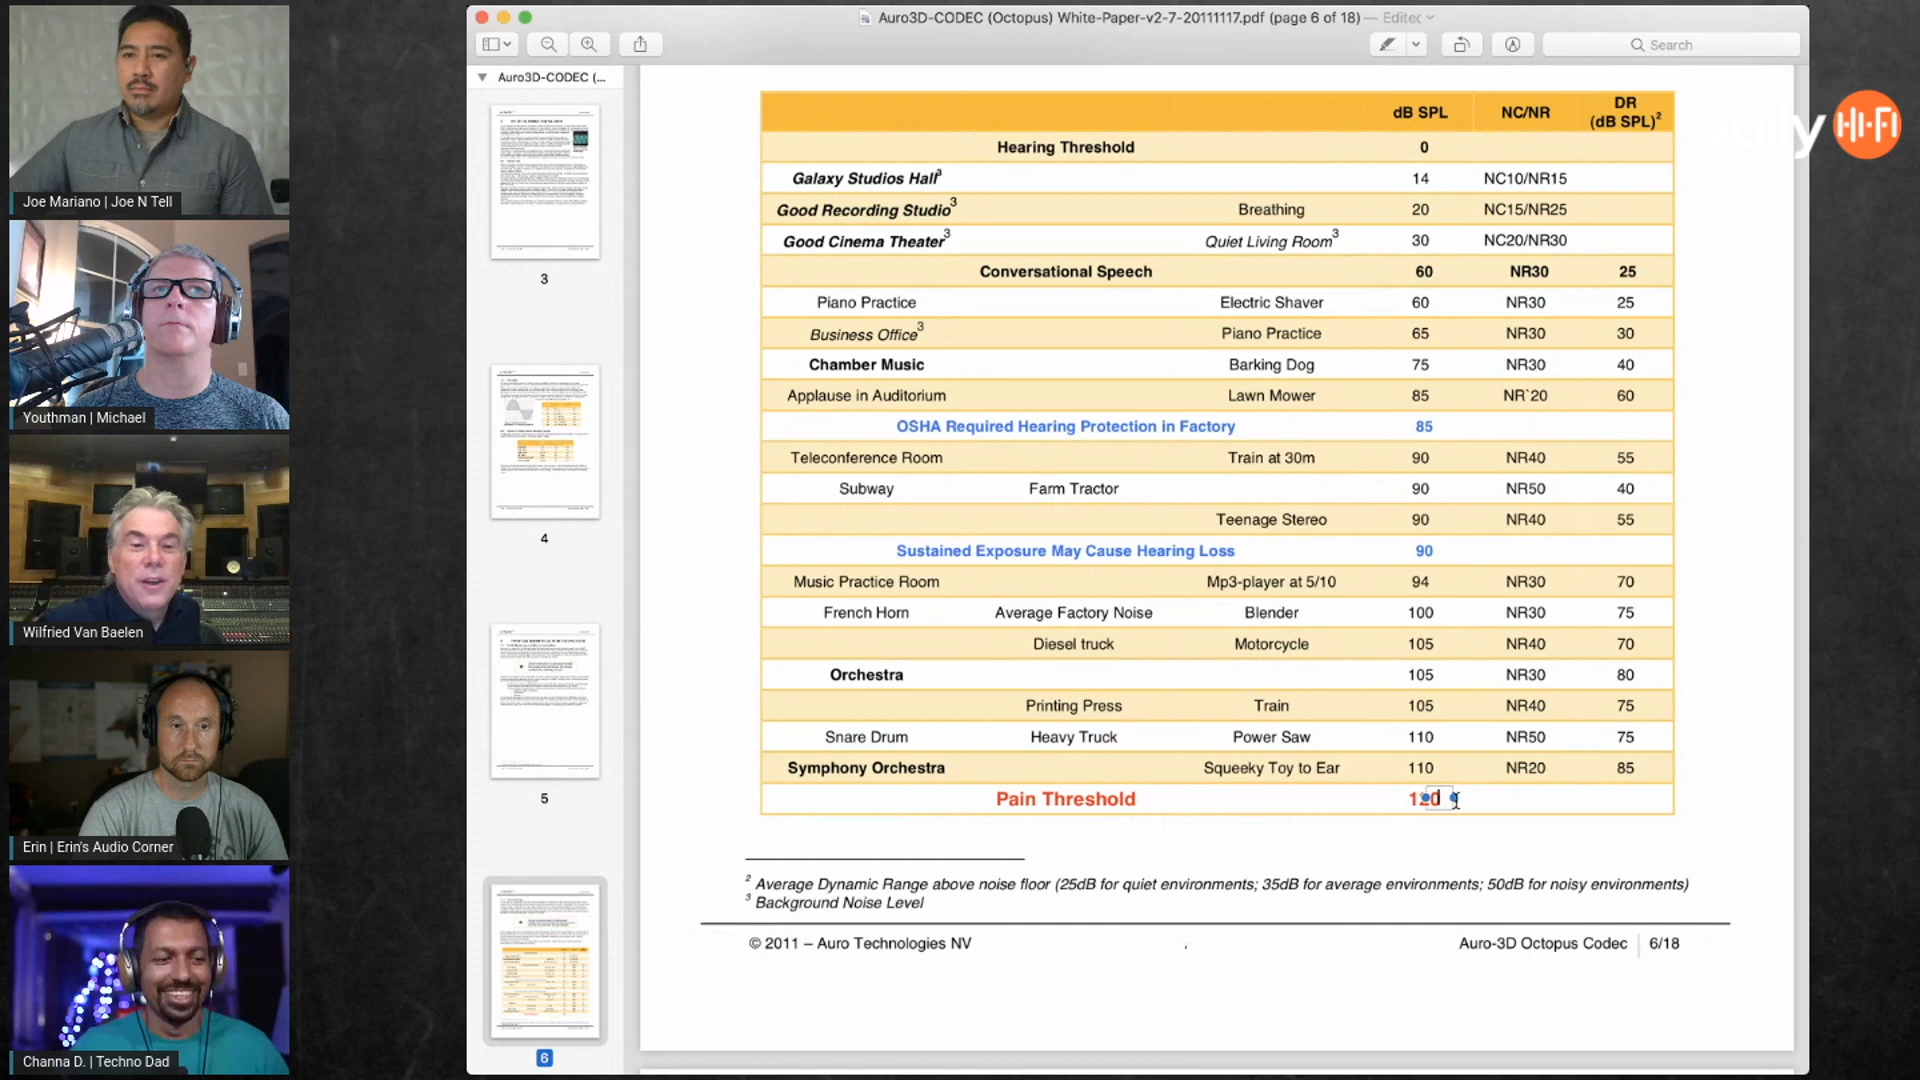 Auro3D-CODEC (Octopus) White-Paper-v2-7-20111117.pdf (page 6 of 18) — Edited
Search
Auro3D-CODEC (...
3
4
5
6
dB SPL NC/NR DR (dB SPL)²
Hearing Threshold 0
Galaxy Studios Hall³ 14 NC10/NR15
Good Recording Studio³ Breathing 20 NC15/NR25
Good Cinema Theater³ Quiet Living Room³ 30 NC20/NR30
Conversational Speech 60 NR30 25
Piano Practice Electric Shaver 60 NR30 25
Business Office³ Piano Practice 65 NR30 30
Chamber Music Barking Dog 75 NR30 40
Applause in Auditorium Lawn Mower 85 NR`20 60
OSHA Required Hearing Protection in Factory 85
Teleconference Room Train at 30m 90 NR40 55
Subway Farm Tractor 90 NR50 40
Teenage Stereo 90 NR40 55
Sustained Exposure May Cause Hearing Loss 90
Music Practice Room Mp3-player at 5/10 94 NR30 70
French Horn Average Factory Noise Blender 100 NR30 75
Diesel truck Motorcycle 105 NR40 70
Orchestra 105 NR30 80
Printing Press Train 105 NR40 75
Snare Drum Heavy Truck Power Saw 110 NR50 75
Symphony Orchestra Squeeky Toy to Ear 110 NR20 85
Pain Threshold 120
² Average Dynamic Range above noise floor (25dB for quiet environments; 35dB for average environments; 50dB for noisy environments)
³ Background Noise Level
© 2011 – Auro Technologies NV Auro-3D Octopus Codec 6/18
Daily HI-FI
Joe Mariano | Joe N Tell
Youthman | Michael
Wilfried Van Baelen
Erin | Erin's Audio Corner
Channa D. | Techno Dad